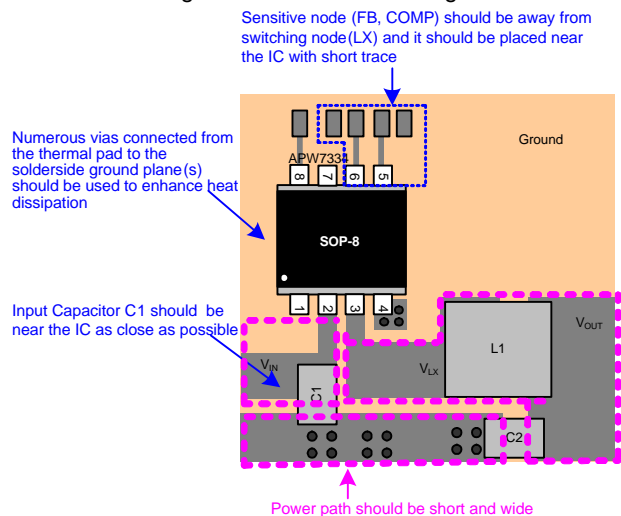 Sensitive node (FB, COMP) should be away from
switching node(LX) and it should be placed near
the IC with short trace
Numerous vias connected from
the thermal pad to the
solderside ground plane(s)
should be used to enhance heat
dissipation
Ground
APW7334
8 7 6 5
SOP-8
1 2 3 4
Input Capacitor C1 should be
near the IC as close as possible
VIN
C1
VLX
L1
VOUT
C2
Power path should be short and wide